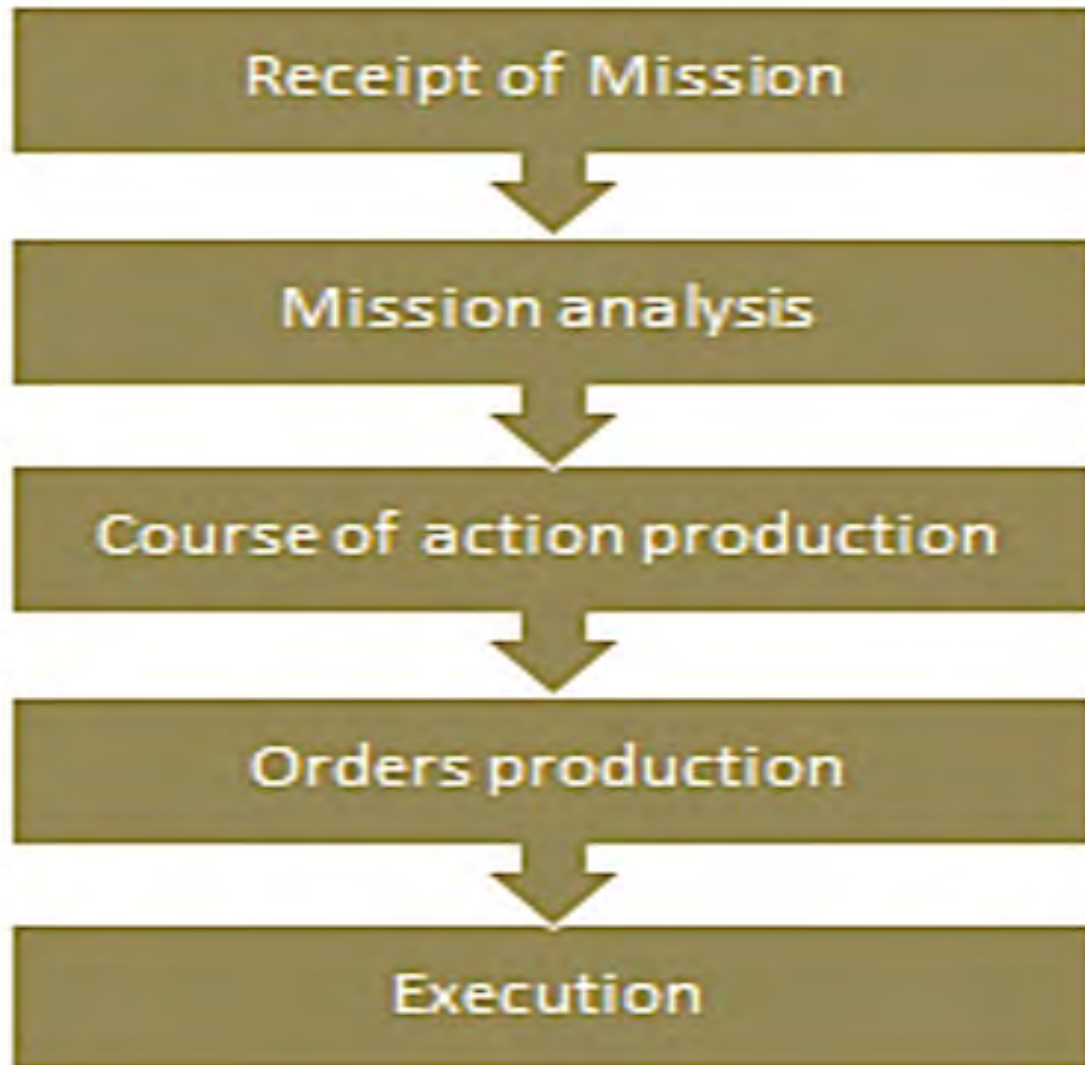 Receipt of Mission
Mission analysis
Course of action production
Orders production
Execution